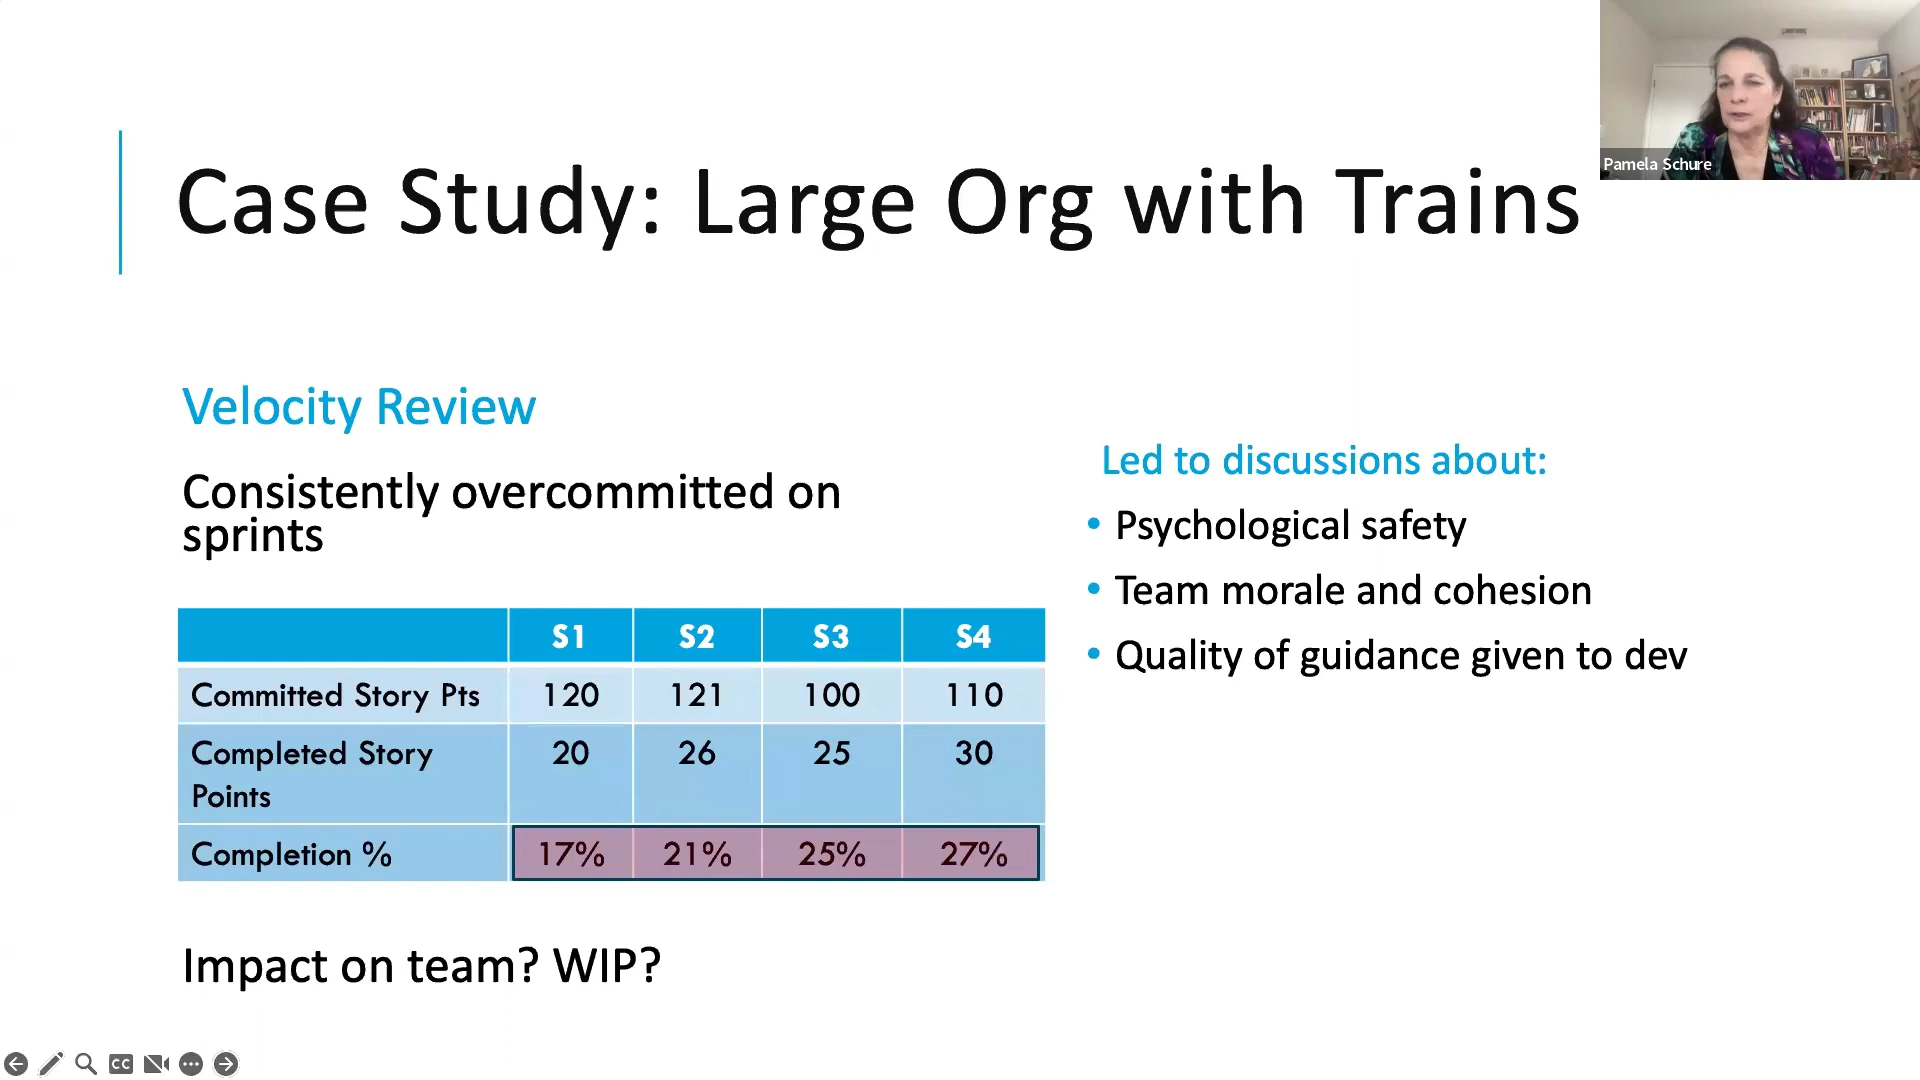 Pamela Schure
Case Study: Large Org with Trains
Velocity Review
Consistently overcommitted on
sprints
S1 S2 S3 S4
Committed Story Pts 120 121 100 110
Completed Story 20 26 25 30
Points
Completion % 17% 21% 25% 27%
Impact on team? WIP?
Led to discussions about:
• Psychological safety
• Team morale and cohesion
• Quality of guidance given to dev
CC